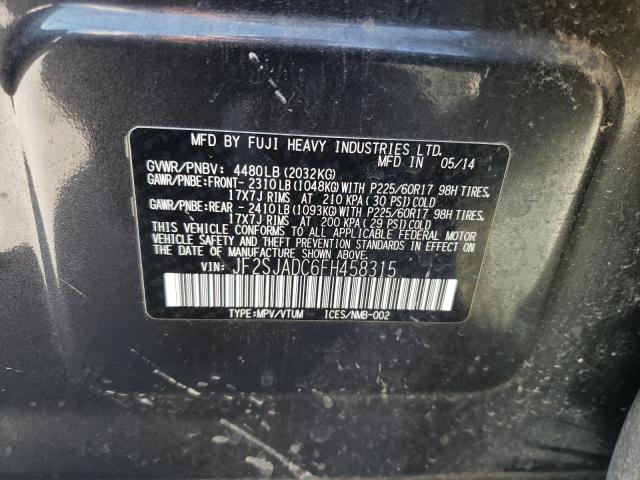 MFD BY FUJI HEAVY INDUSTRIES LTD.
MFD IN 05/14
GVWR/PNBV: 4480LB (2032KG)
GAWR/PNBE:FRONT- 2310LB(1048KG)WITH P225/60R17 98H TIRES,
17X7J RIMS AT 210 KPA (30 PSI)COLD
GAWR/PNBE:REAR - 2410LB(1093KG)WITH P225/60R17 98H TIRES,
17X7J RIMS AT 200 KPA (29 PSI)COLD
THIS VEHICLE CONFORMS TO ALL APPLICABLE FEDERAL MOTOR
VEHICLE SAFETY AND THEFT PREVENTION STANDARDS IN EFFECT ON
THE DATE OF MANUFACTURE SHOWN ABOVE.
VIN: JF2SJADC6FH458315
TYPE:MPV/VTUM ICES/NMB-002